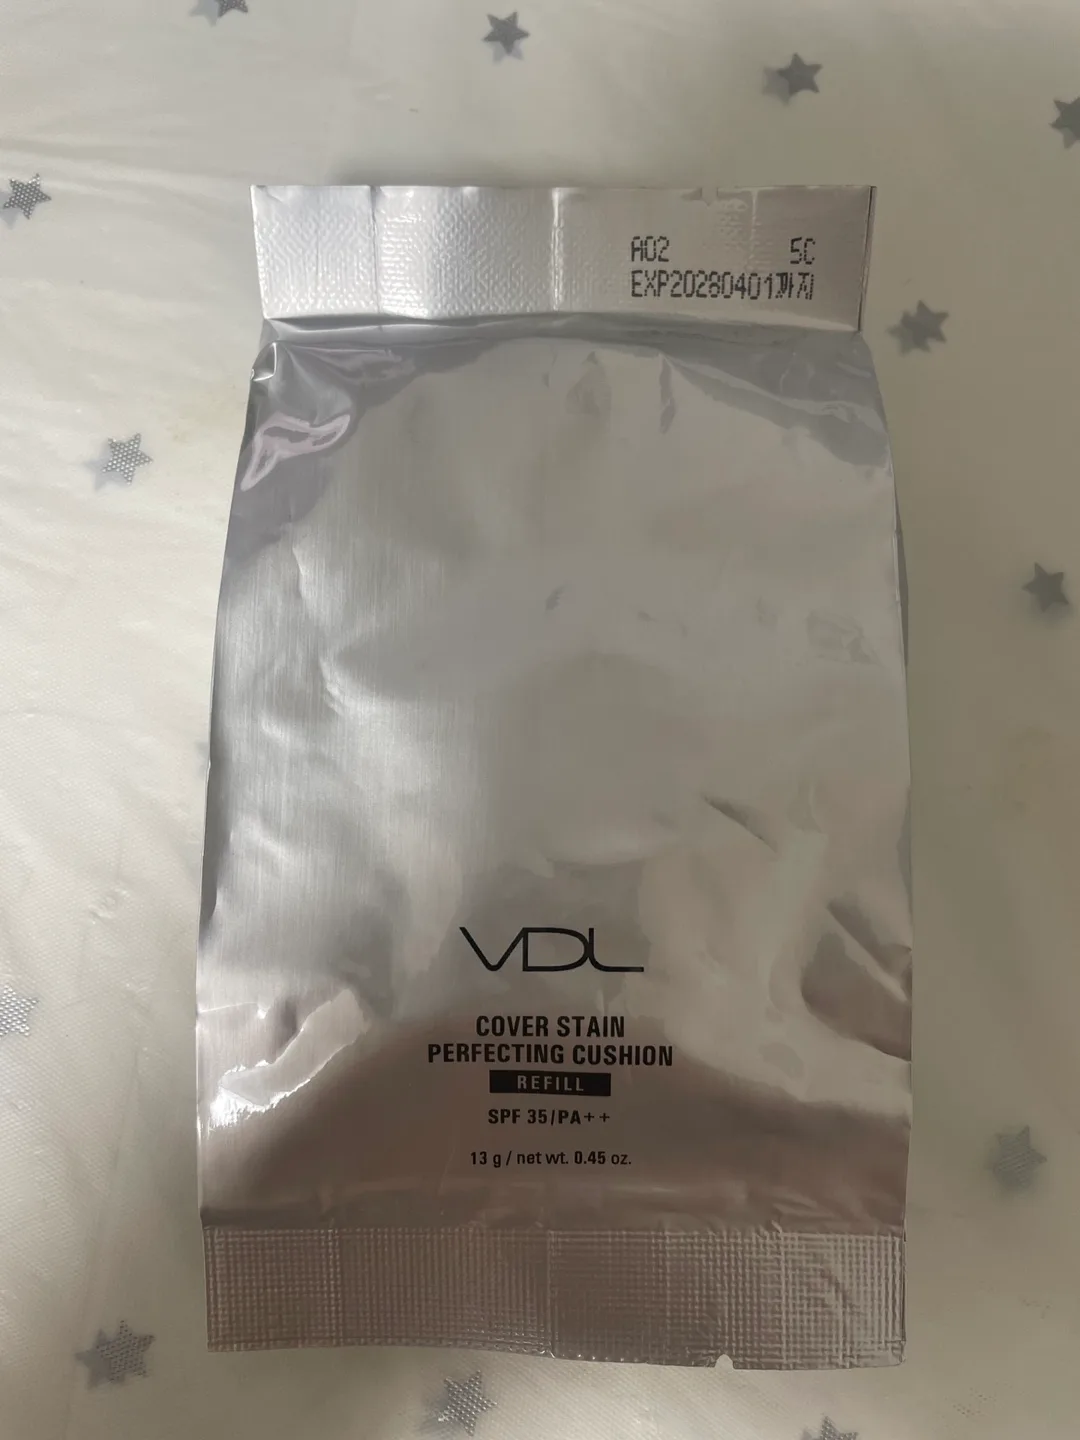 A02 5C
EXP20280401까지
VDL
COVER STAIN
PERFECTING CUSHION
REFILL
SPF 35/PA++
13 g / net wt. 0.45 oz.